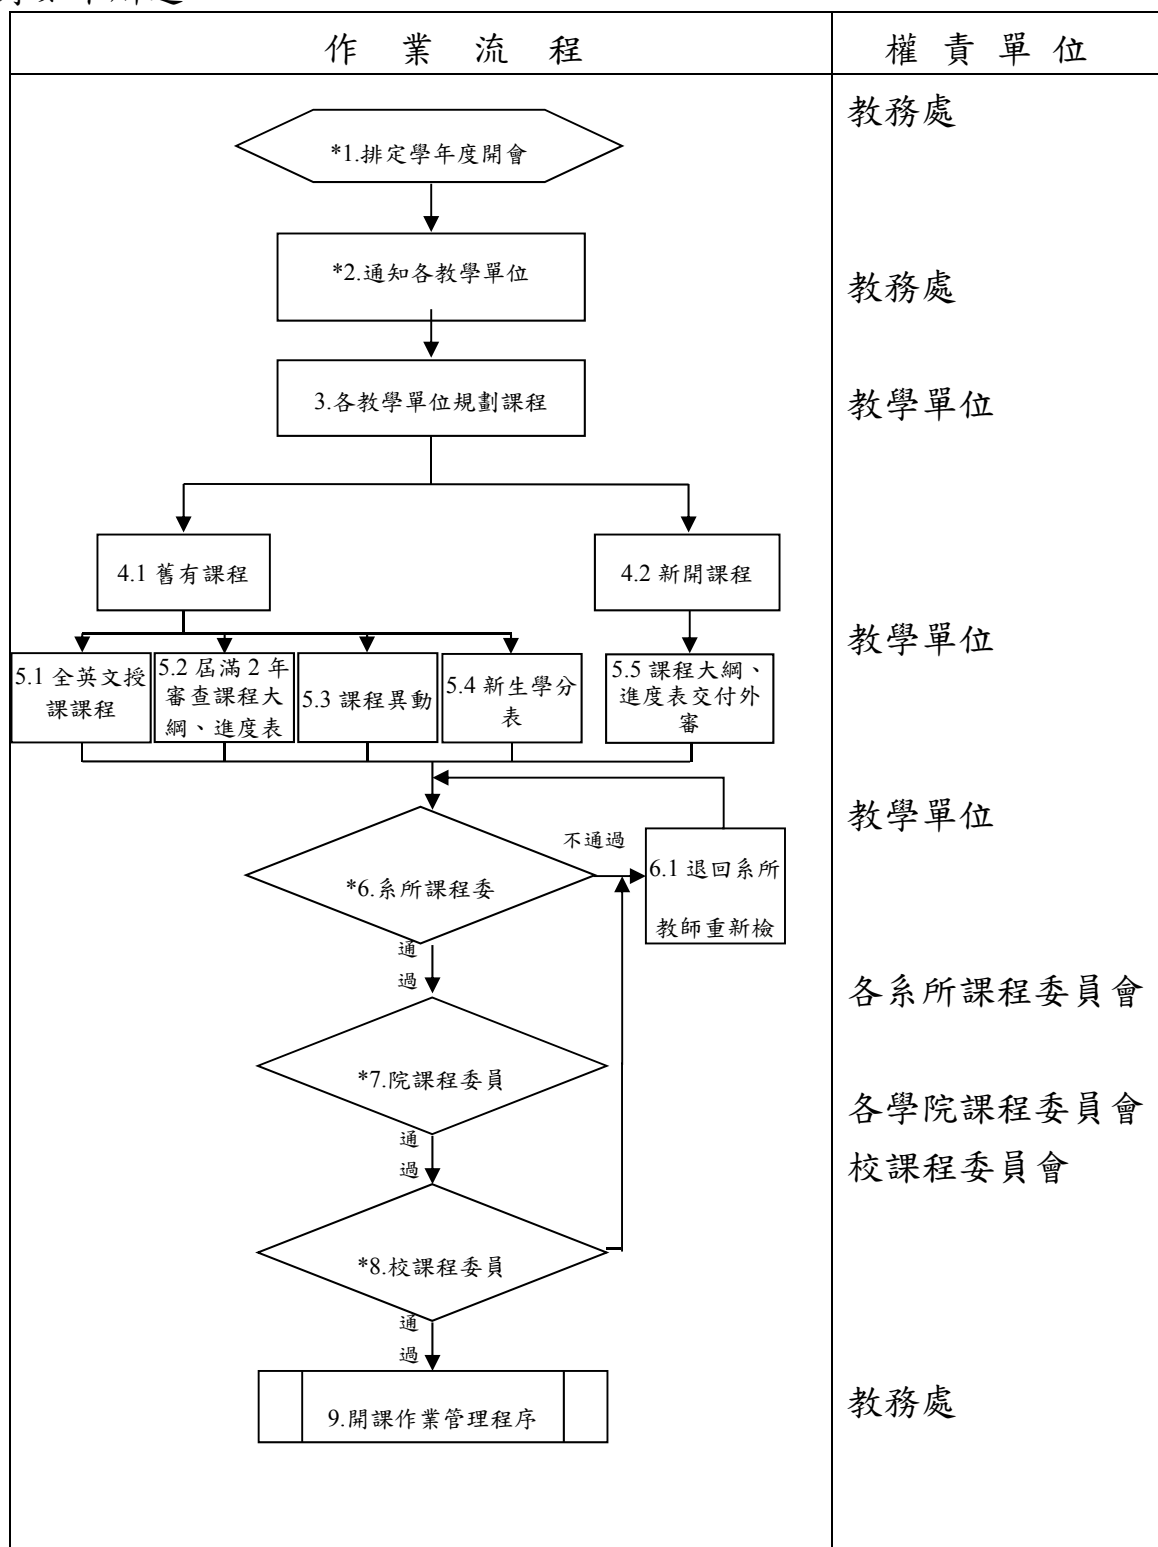 作 業 流 程
權 責 單 位
*1.排定學年度開會
教務處
*2.通知各教學單位
教務處
3.各教學單位規劃課程
教學單位
4.1 舊有課程
4.2 新開課程
教學單位
5.1 全英文授
課課程
5.2 屆滿 2 年
審查課程大
綱、進度表
5.3 課程異動
5.4 新生學分
表
5.5 課程大綱、
進度表交付外
審
教學單位
*6.系所課程委
不通過
6.1 退回系所
教師重新檢
通
過
各系所課程委員會
*7.院課程委員
各學院課程委員會
通
過
校課程委員會
*8.校課程委員
通
過
9.開課作業管理程序
教務處